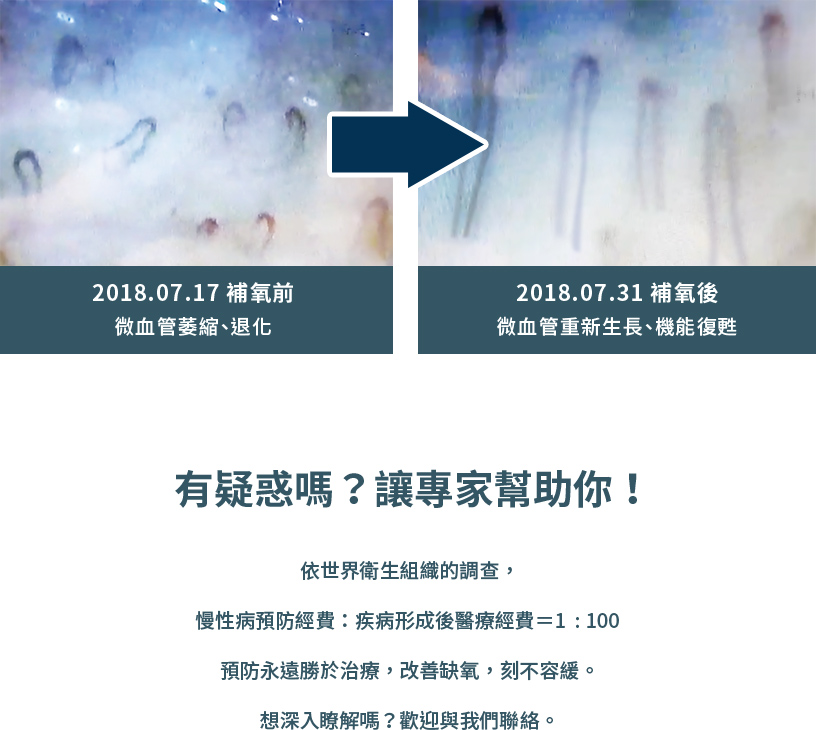 2018.07.17 補氧前
微血管萎縮、退化
2018.07.31 補氧後
微血管重新生長、機能復甦
有疑惑嗎？讓專家幫助你！
依世界衛生組織的調查，
慢性病預防經費：疾病形成後醫療經費＝1：100
預防永遠勝於治療，改善缺氧，刻不容緩。
想深入瞭解嗎？歡迎與我們聯絡。